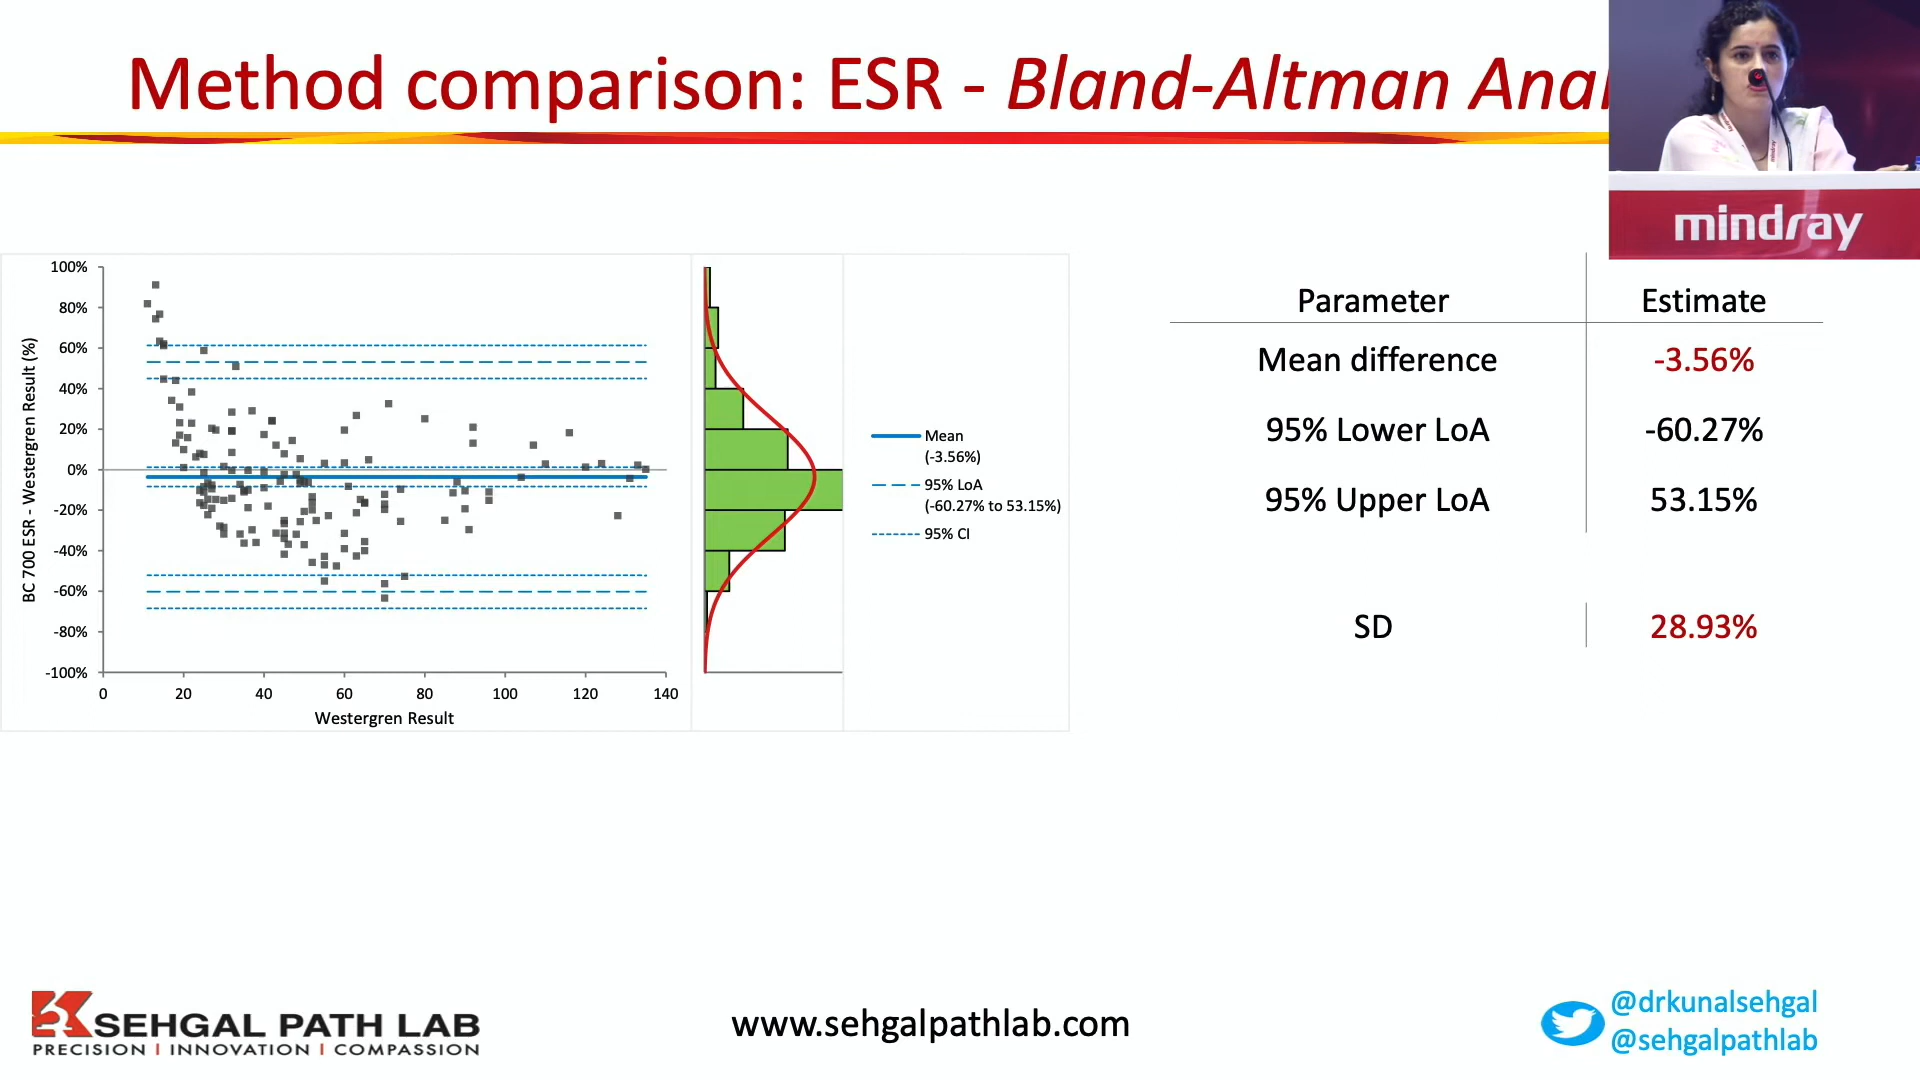 Method comparison: ESR - Bland-Altman Anal
mindray
BC 700 ESR - Westergren Result (%)
100%
80%
60%
40%
20%
0%
-20%
-40%
-60%
-80%
-100%
0 20 40 60 80 100 120 140
Westergren Result
Mean
(-3.56%)
95% LoA
(-60.27% to 53.15%)
95% CI
Parameter Estimate
Mean difference -3.56%
95% Lower LoA -60.27%
95% Upper LoA 53.15%
SD 28.93%
SEHGAL PATH LAB
PRECISION | INNOVATION | COMPASSION
www.sehgalpathlab.com
@drkunalsehgal
@sehgalpathlab